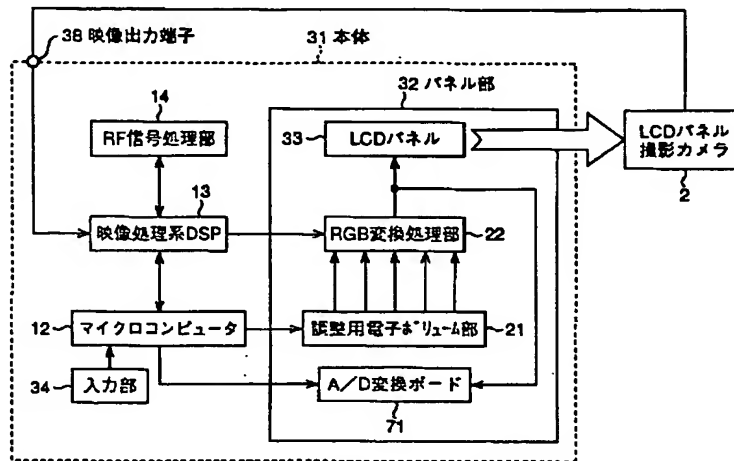 38 映像出力端子
31 本体
32 パネル部
14
RF信号処理部
33
LCDパネル
LCDパネル
撮影カメラ
2
13
映像処理系DSP
RGB変換処理部
22
12
マイクロコンピュータ
調整用電子ボリューム部
21
34
入力部
A/D変換ボード
71